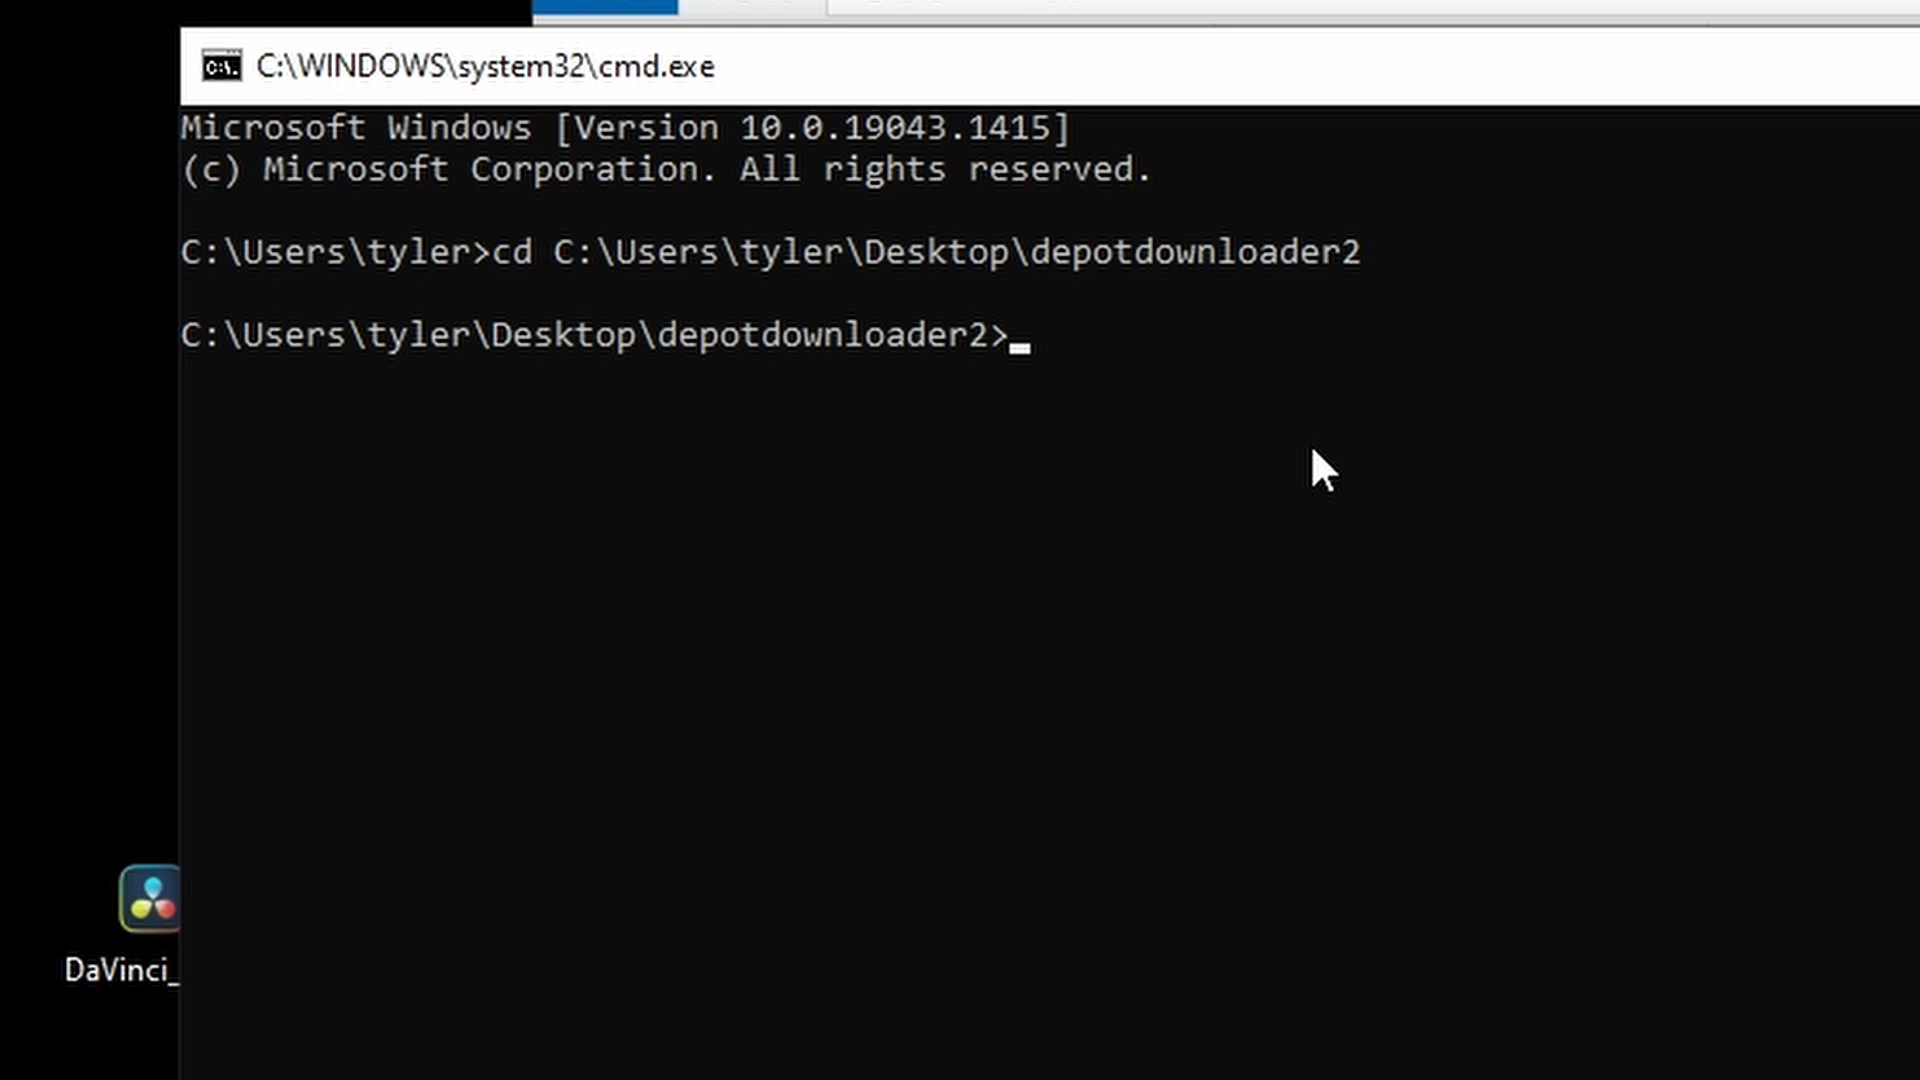 C:\WINDOWS\system32\cmd.exe
Microsoft Windows [Version 10.0.19043.1415]
(c) Microsoft Corporation. All rights reserved.
C:\Users\tyler>cd C:\Users\tyler\Desktop\depotdownloader2
C:\Users\tyler\Desktop\depotdownloader2>
DaVinci_